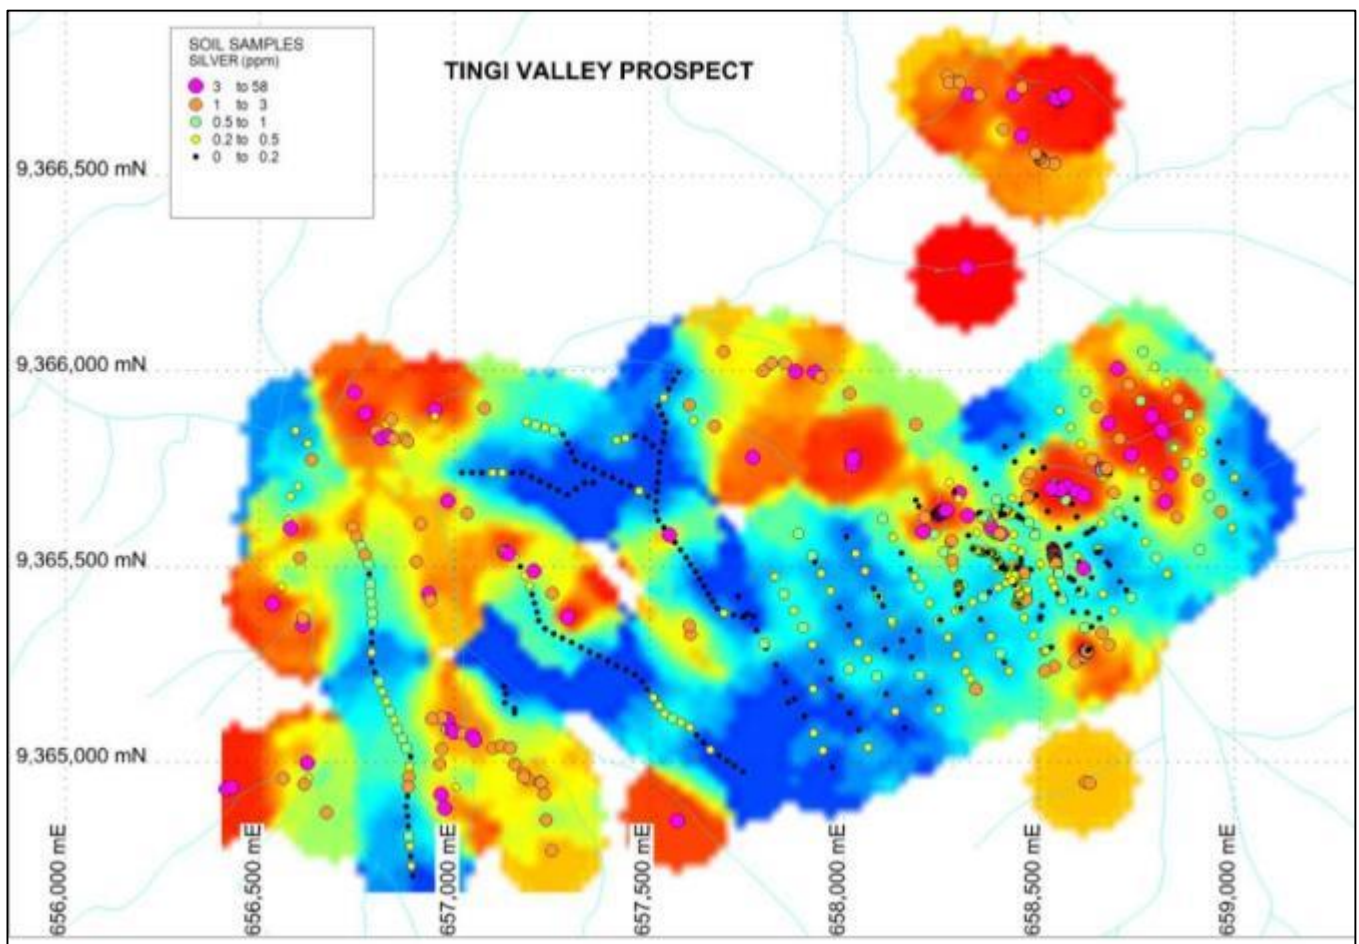 SOIL SAMPLES
SILVER (ppm)
3 to 58
1 to 3
0.5 to 1
0.2 to 0.5
0 to 0.2
TINGI VALLEY PROSPECT
9,366,500 mN
9,366,000 mN
9,365,500 mN
9,365,000 mN
656,000 mE
656,500 mE
657,000 mE
657,500 mE
658,000 mE
658,500 mE
659,000 mE